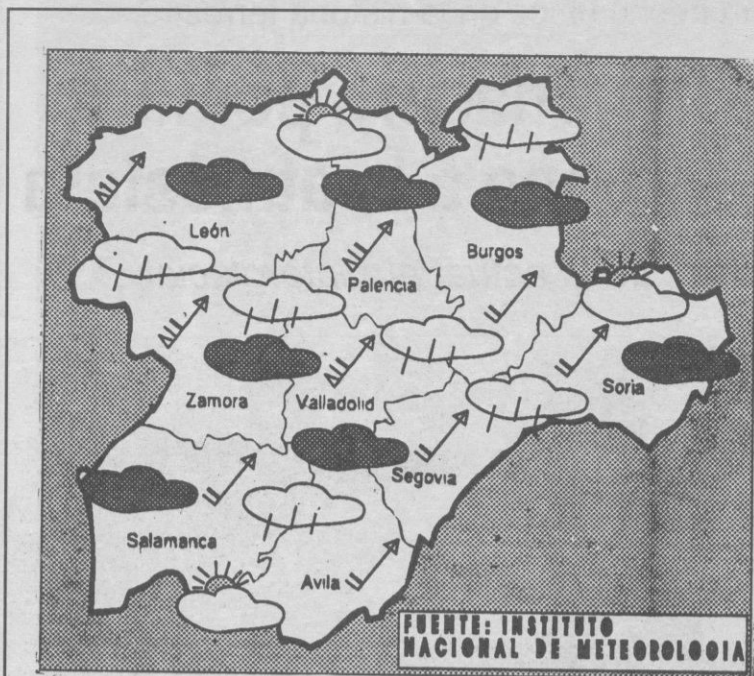 León
Burgos
Palencia
Zamora
Valladolid
Soria
Segovia
Salamanca
Avila
FUENTE: INSTITUTO
NACIONAL DE METEOROLOGIA